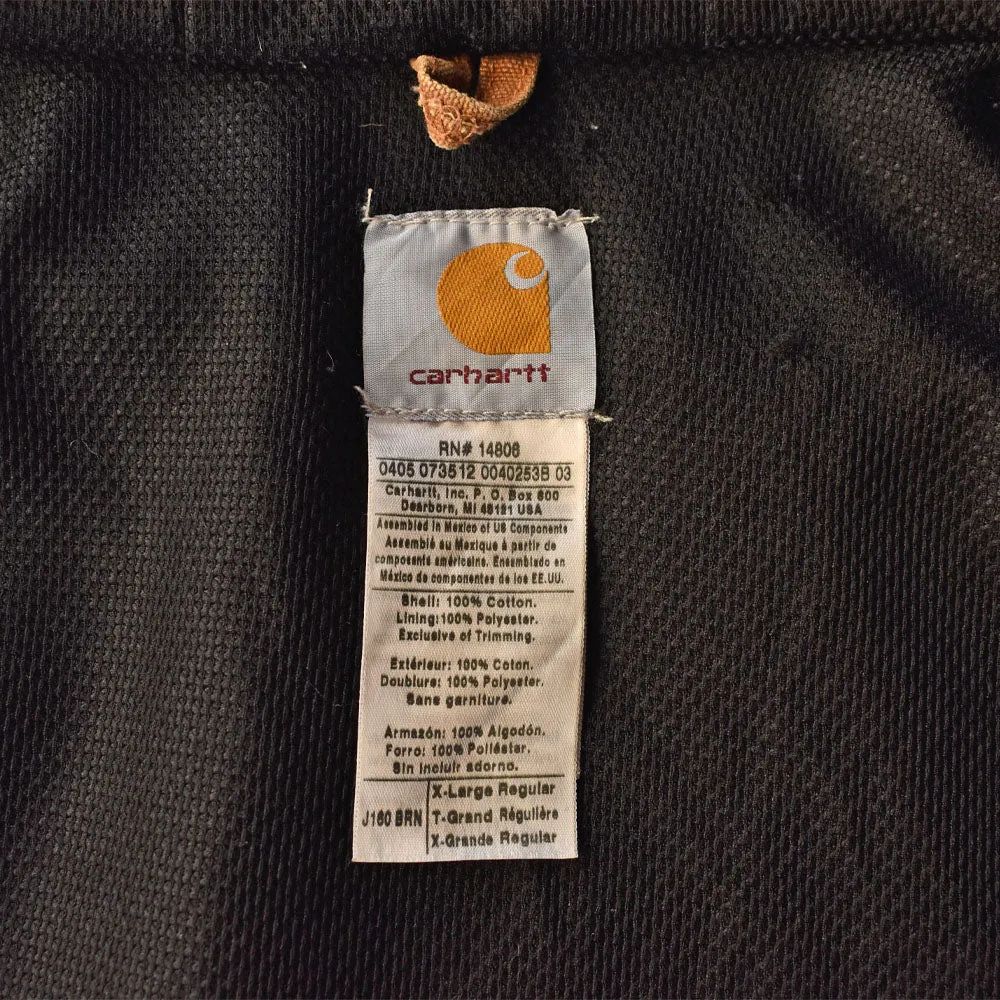 carhartt
RN# 14806
0405 073512 0040253B 03
Carhartt, Inc. P. O. Box 600
Dearborn, MI 48121 USA
Assembled in Mexico of US Components
Assemblé au Mexique à partir de
composants américains. Ensamblado en
México de componentes de los EE.UU.
Shell: 100% Cotton.
Lining:100% Polyester.
Exclusive of Trimming.
Extérieur: 100% Coton.
Doublure: 100% Polyester.
Sans garniture.
Armazón: 100% Algodón.
Forro: 100% Poliéster.
Sin incluir adorno.
J160 BRN
X-Large Regular
T-Grand Régulière
X-Grande Regular